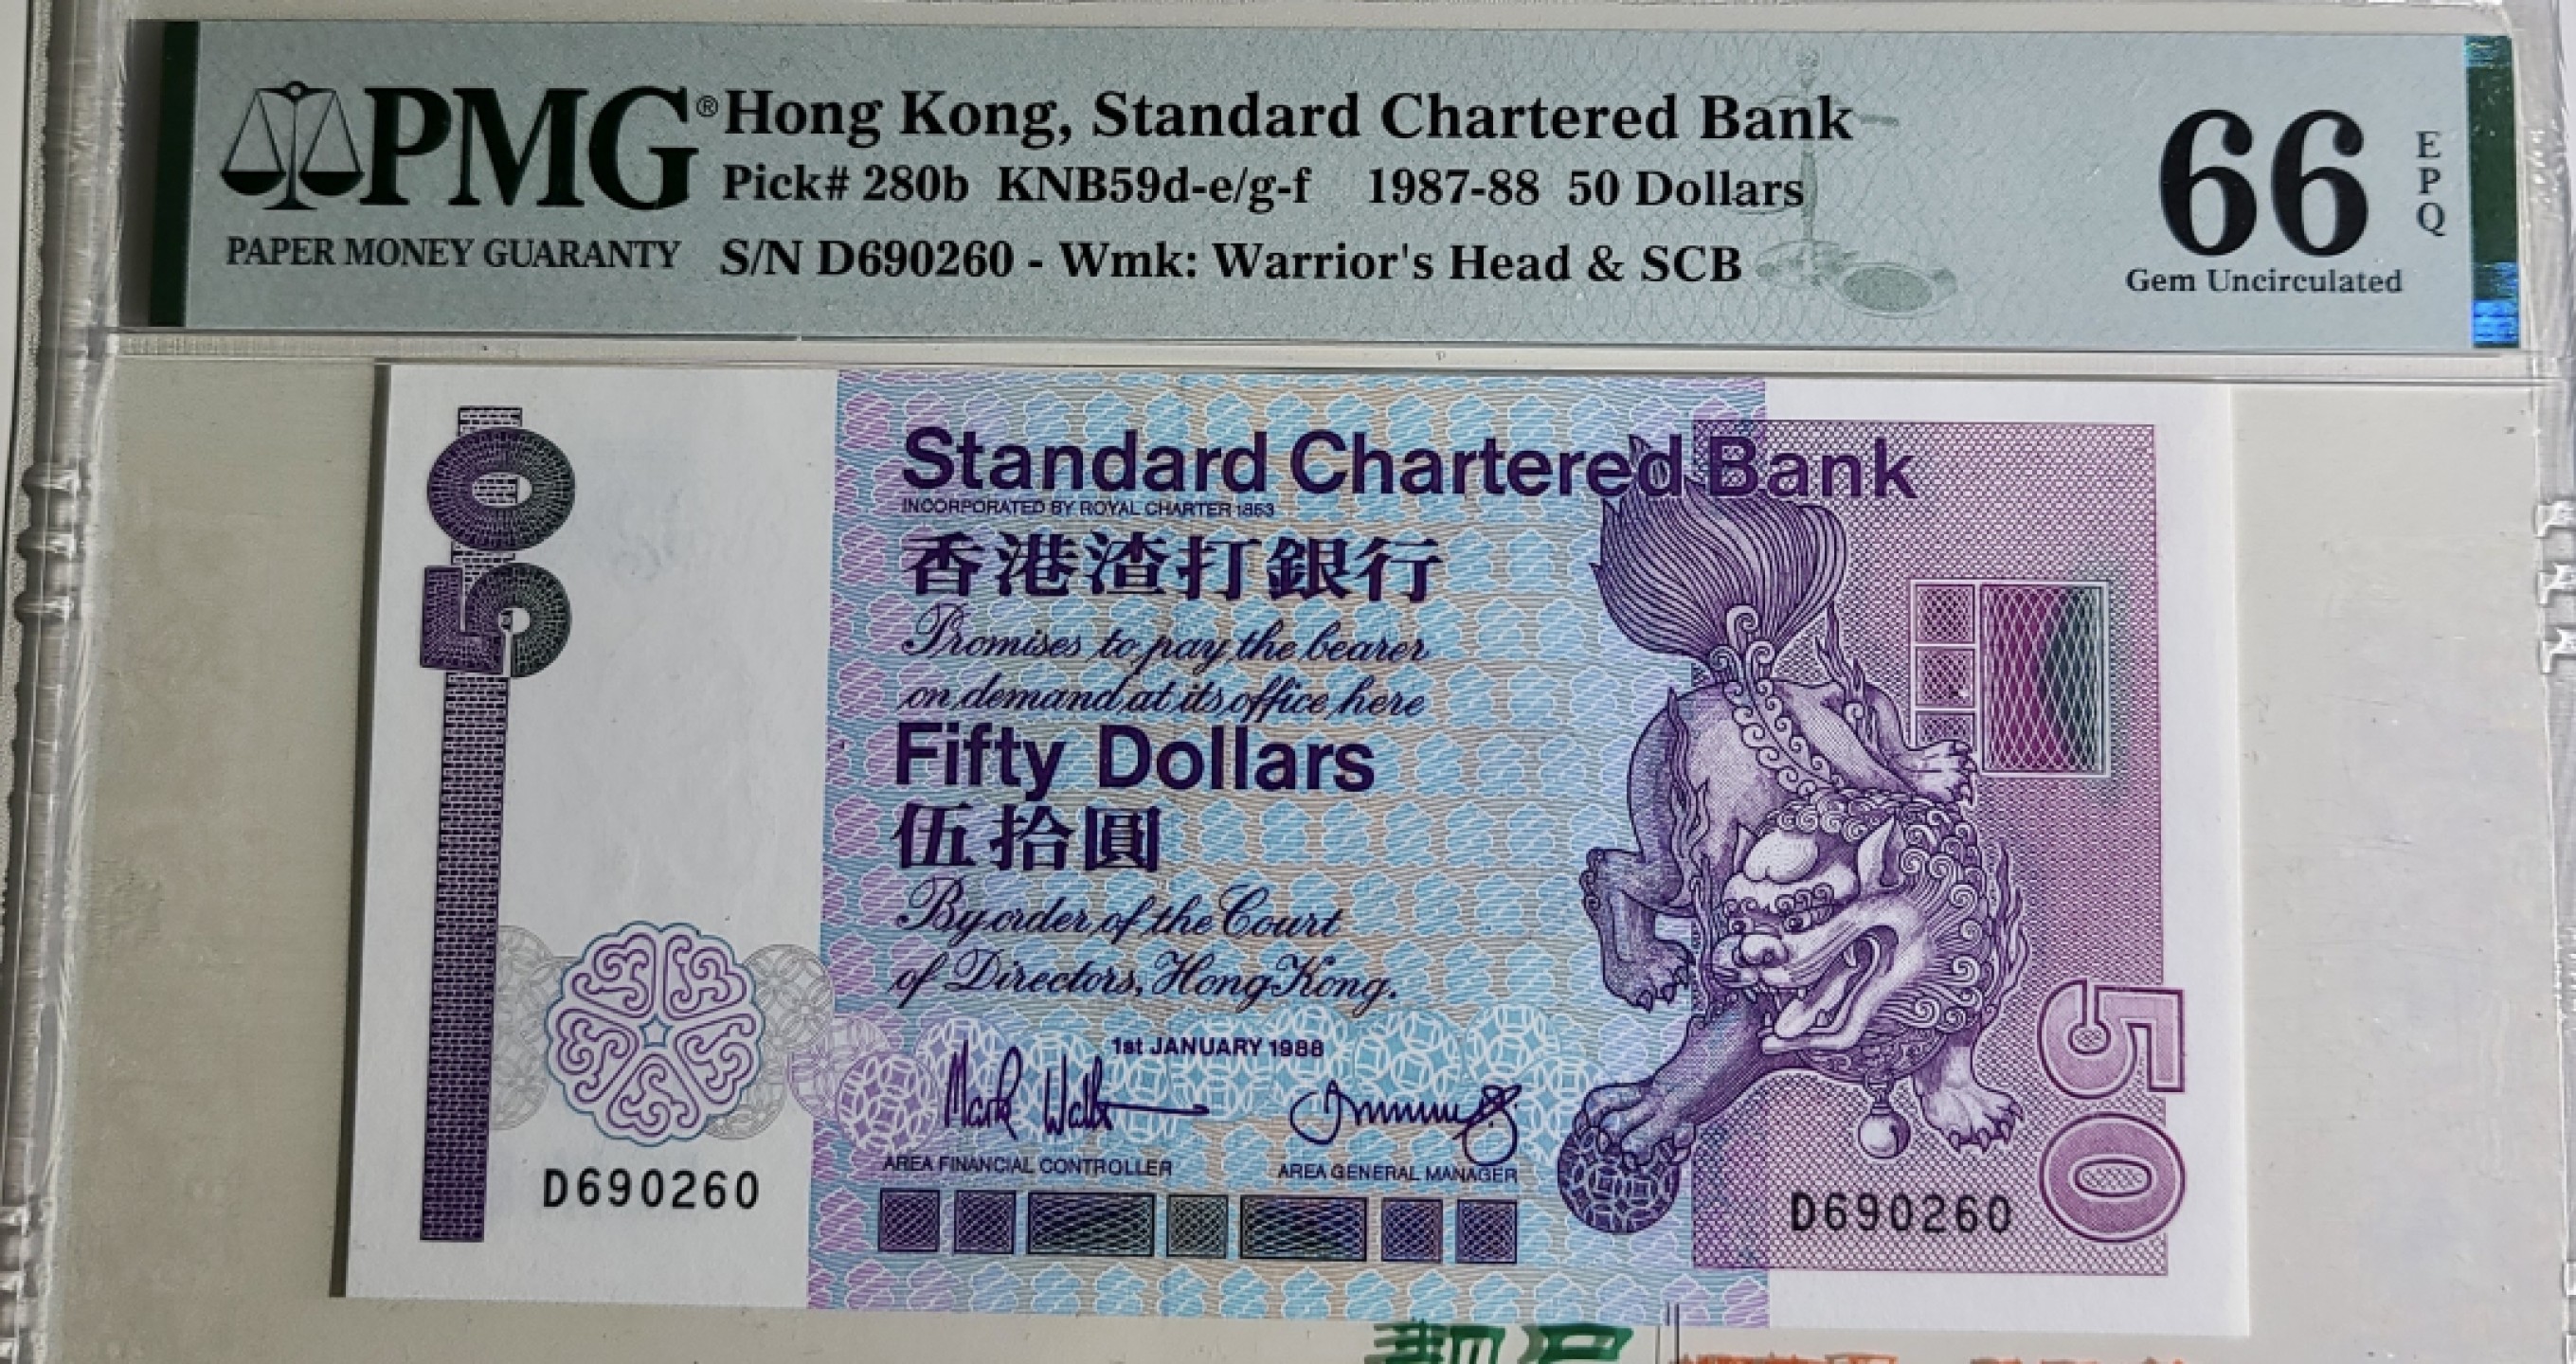 PMG®
PAPER MONEY GUARANTY
Hong Kong, Standard Chartered Bank
Pick# 280b KNB59d-e/g-f 1987-88 50 Dollars
S/N D690260 - Wmk: Warrior's Head & SCB
66
EPQ
Gem Uncirculated
50
Standard Chartered Bank
INCORPORATED BY ROYAL CHARTER 1853
香港渣打銀行
Promises to pay the bearer
on demand at its office here
Fifty Dollars
伍拾圓
By order of the Court
of Directors, Hong Kong.
1st JANUARY 1988
AREA FINANCIAL CONTROLLER
AREA GENERAL MANAGER
D690260
D690260
50